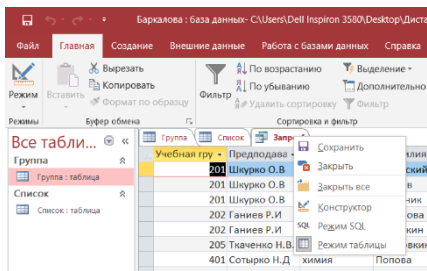 Баркалова : база данных- C:\Users\Dell Inspiron 3580\Desktop\Диста
Файл Главная Создание Внешние данные Работа с базами данных Справка
Режим
Вставить
Вырезать
Копировать
Формат по образцу
Фильтр
По возрастанию
По убыванию
Удалить сортировку
Выделение
Дополнительно
Фильтр
Режимы Буфер обмена Сортировка и фильтр
Все табли...
Группа
Группа : таблица
Список
Список : таблица
Группа Список
Учебная гру Предподава
201 Шкурко О.В
201 Шкурко О.В
201 Шкурко О.В
202 Ганиев Р.И
202 Ганиев Р.И
205 Ткаченко Н.В.
401 Сотырко Н.Д химия Попова
Сохранить
Закрыть
Закрыть все
Конструктор
SQL Режим SQL
Режим таблицы